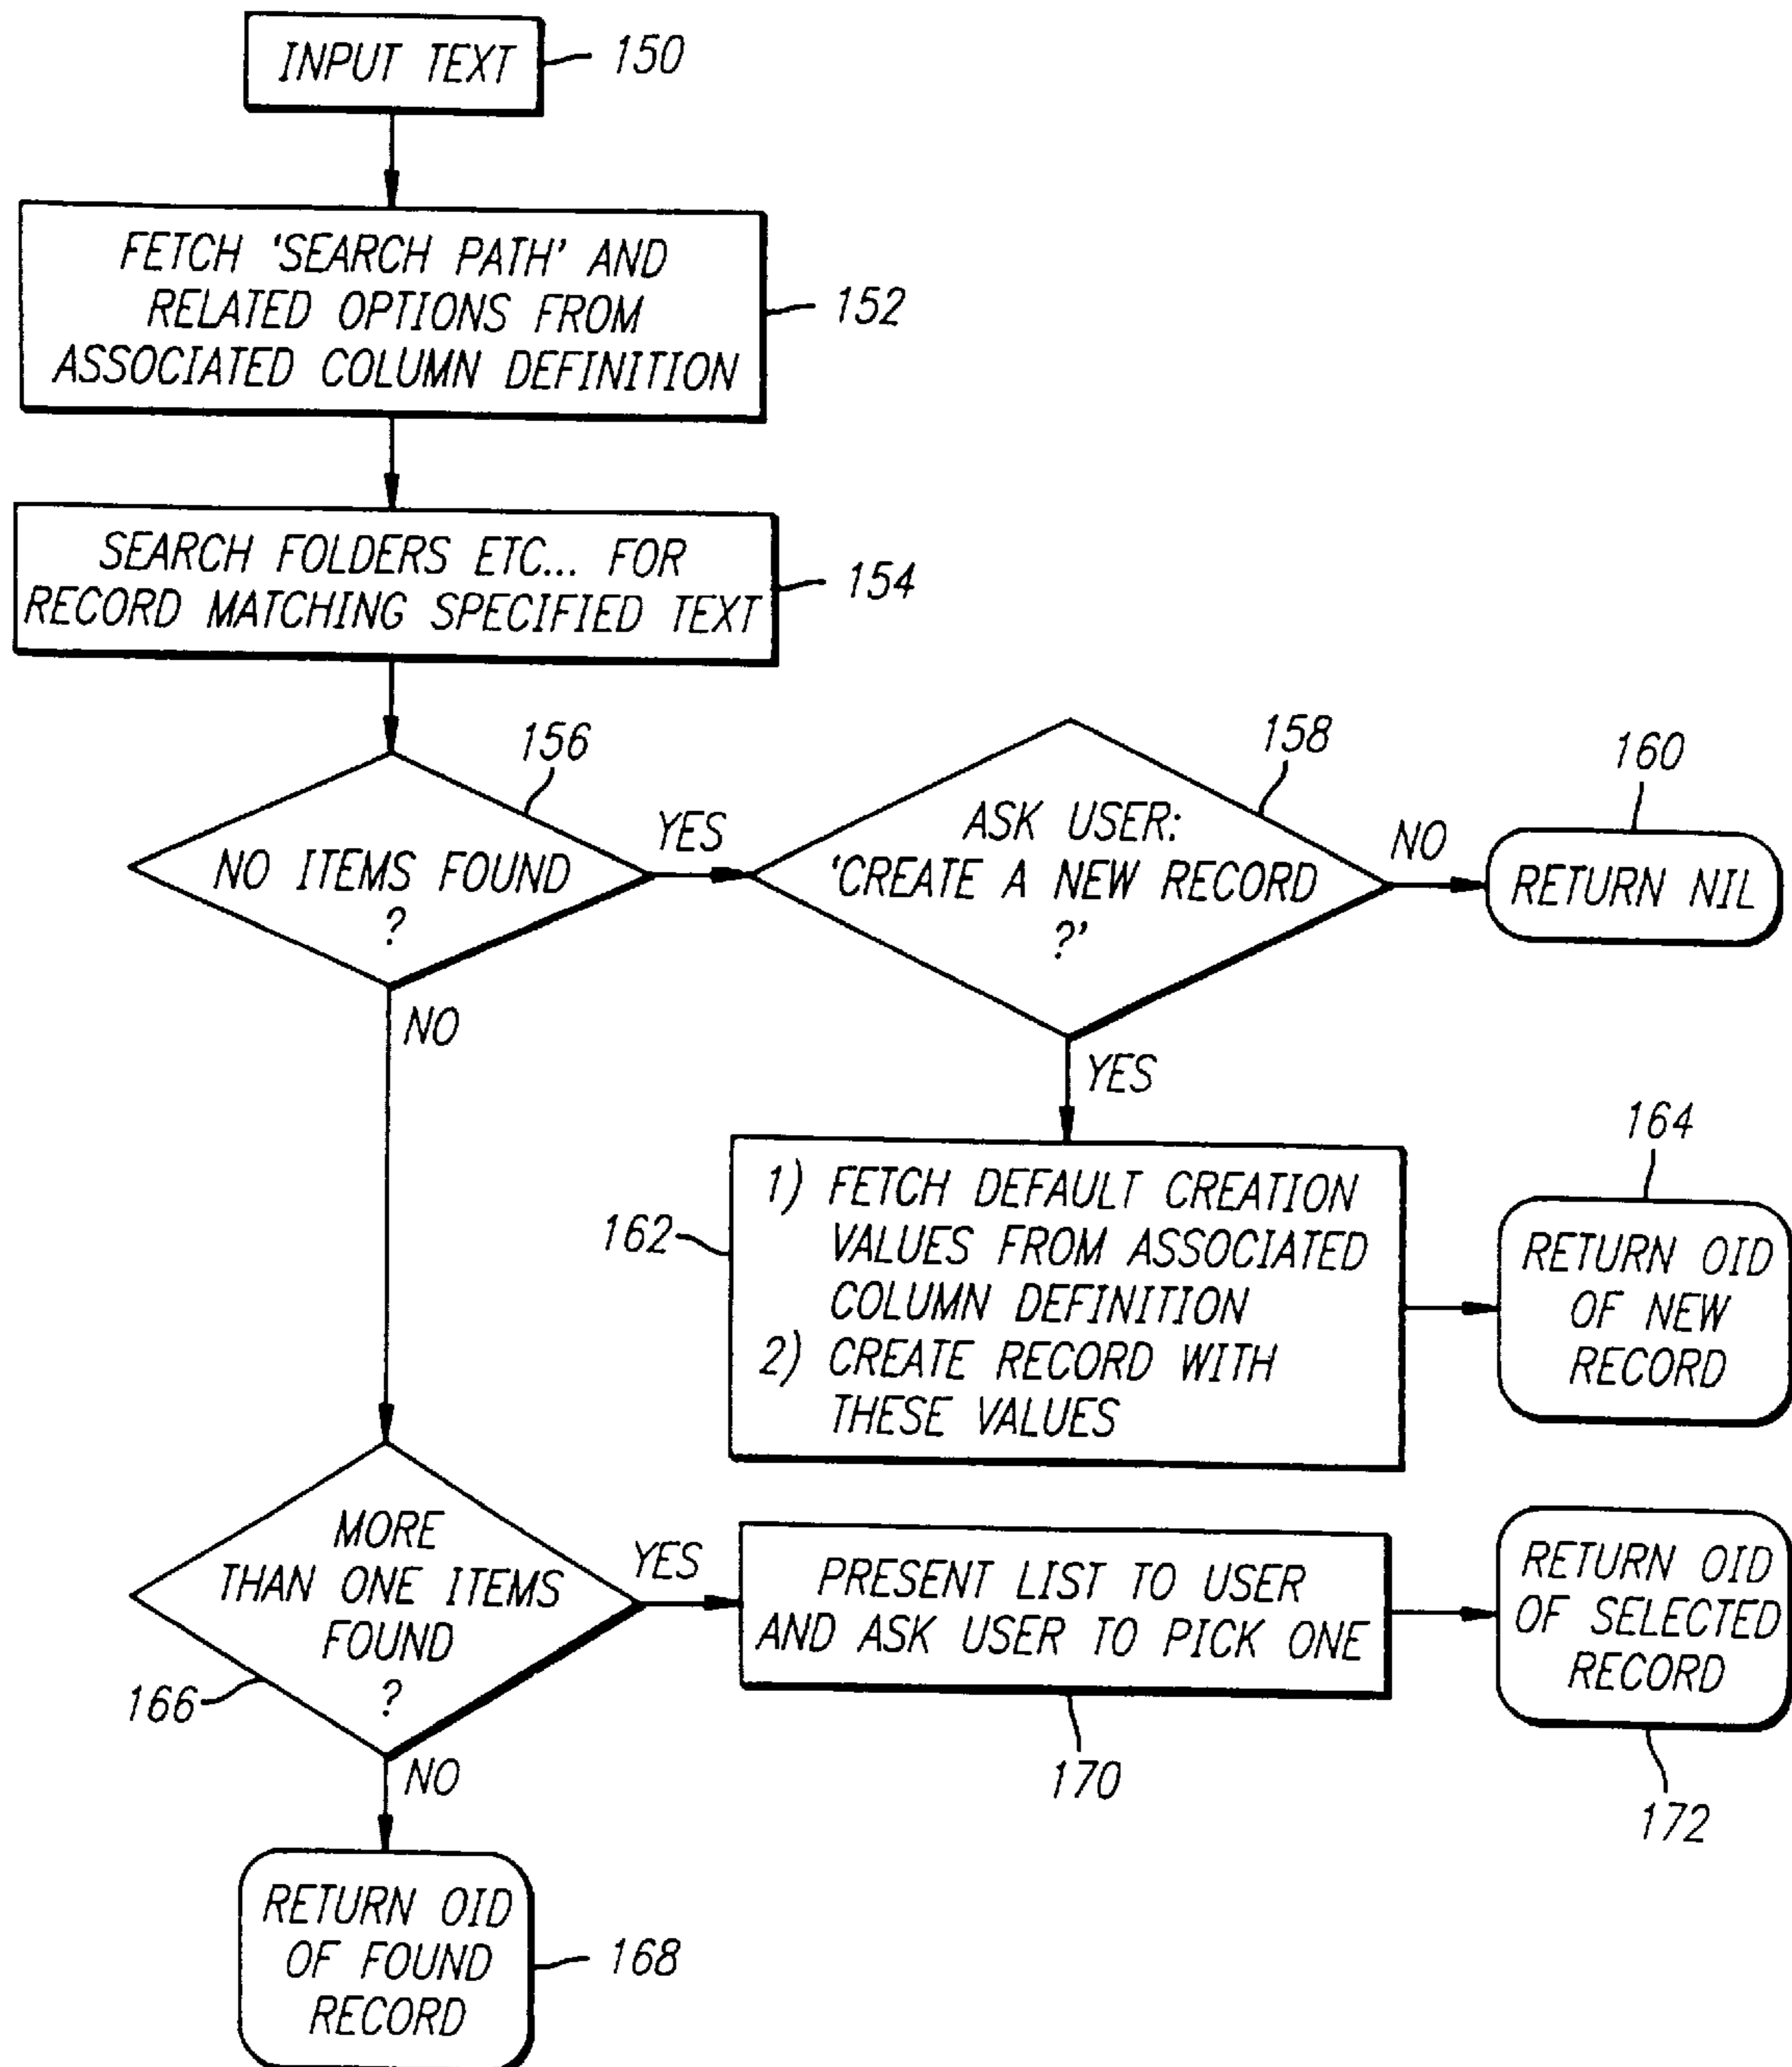 INPUT TEXT
150
FETCH 'SEARCH PATH' AND
RELATED OPTIONS FROM
ASSOCIATED COLUMN DEFINITION
152
SEARCH FOLDERS ETC... FOR
RECORD MATCHING SPECIFIED TEXT
154
156
NO ITEMS FOUND
?
YES
NO
158
ASK USER:
'CREATE A NEW RECORD
?'
NO
YES
160
RETURN NIL
162
1) FETCH DEFAULT CREATION
VALUES FROM ASSOCIATED
COLUMN DEFINITION
2) CREATE RECORD WITH
THESE VALUES
164
RETURN OID
OF NEW
RECORD
MORE
THAN ONE ITEMS
FOUND
?
166
YES
NO
PRESENT LIST TO USER
AND ASK USER TO PICK ONE
170
RETURN OID
OF SELECTED
RECORD
172
RETURN OID
OF FOUND
RECORD
168